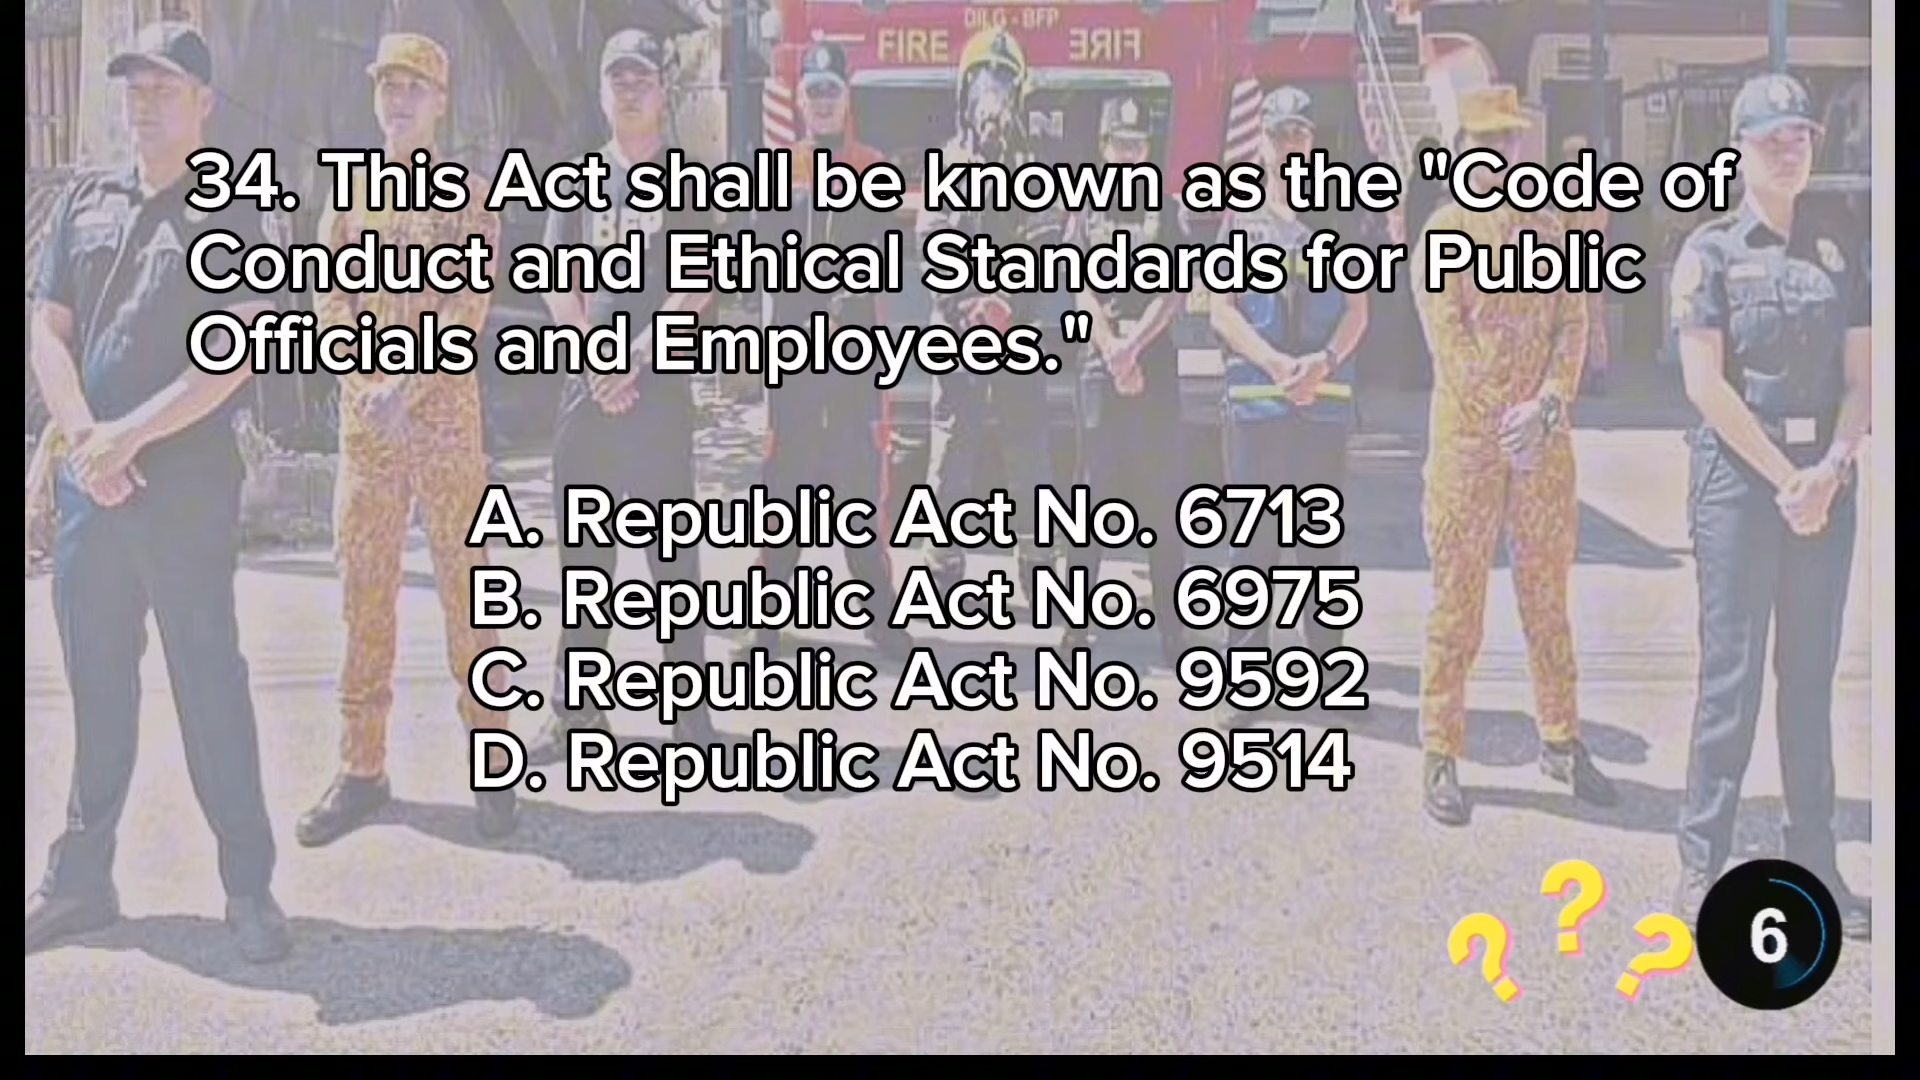 DILG - BFP
FIRE
FIRE
34. This Act shall be known as the "Code of
Conduct and Ethical Standards for Public
Officials and Employees."
A. Republic Act No. 6713
B. Republic Act No. 6975
C. Republic Act No. 9592
D. Republic Act No. 9514
? ? ?
6